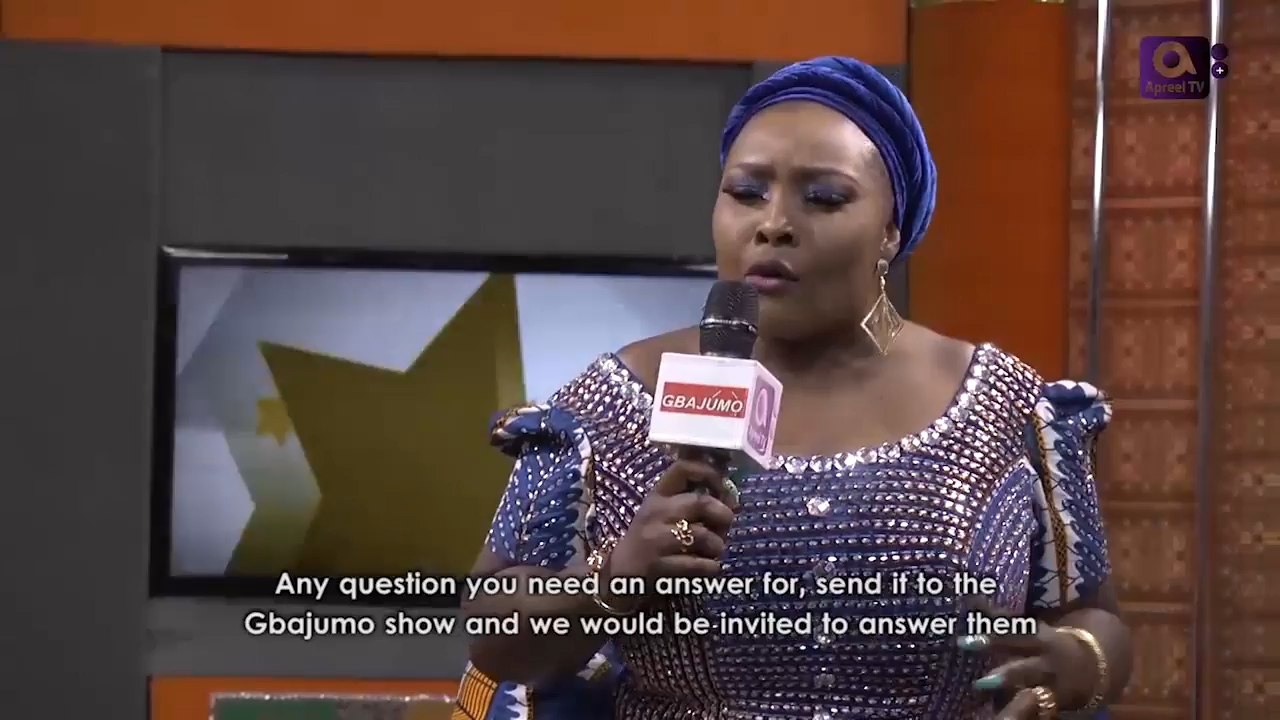 Apreel TV
GBAJÚMỌ̀
Any question you need an answer for, send it to the
Gbajumo show and we would be invited to answer them